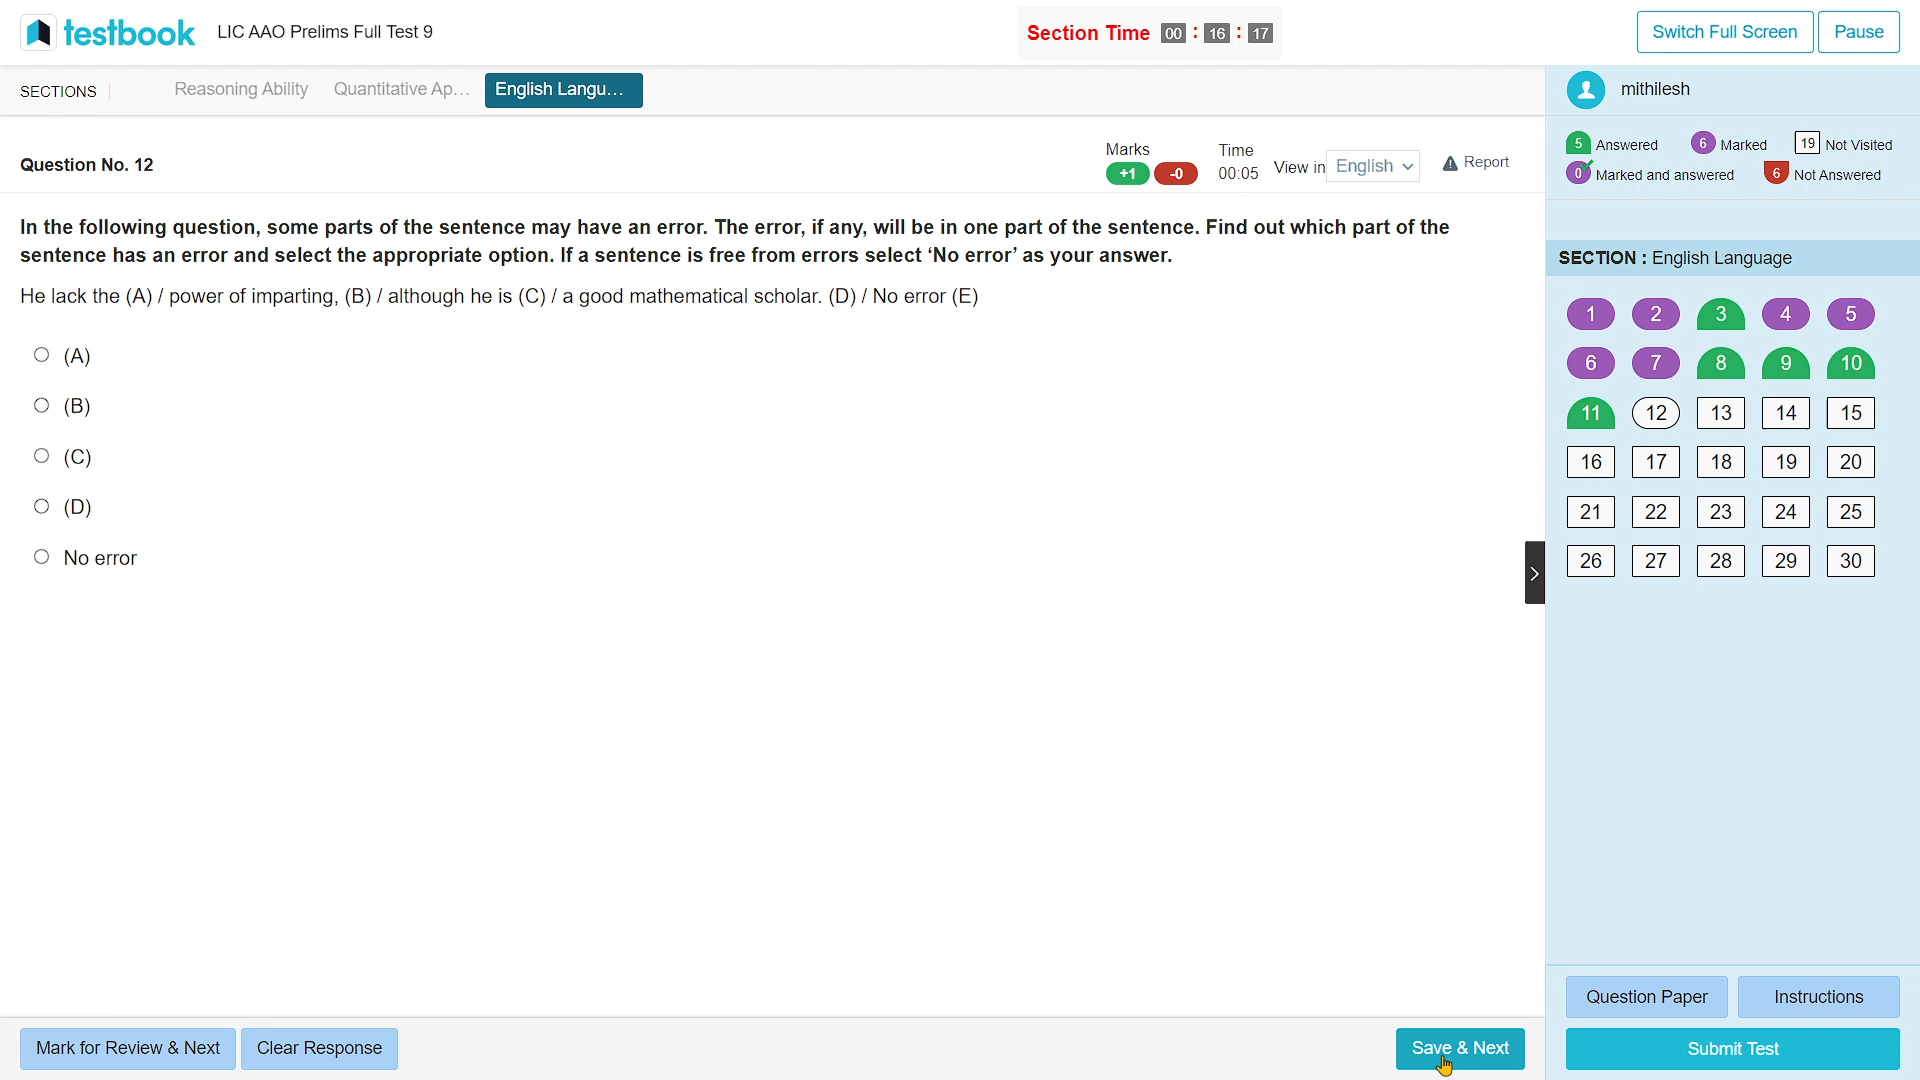 testbook LIC AAO Prelims Full Test 9 Section Time 00 : 16 : 17 Switch Full Screen Pause
SECTIONS Reasoning Ability Quantitative Ap... English Langu... mithilesh
Question No. 12 Marks +1 -0 Time 00:05 View in English Report
5 Answered 6 Marked 19 Not Visited
0 Marked and answered 6 Not Answered
In the following question, some parts of the sentence may have an error. The error, if any, will be in one part of the sentence. Find out which part of the
sentence has an error and select the appropriate option. If a sentence is free from errors select ‘No error’ as your answer.
He lack the (A) / power of imparting, (B) / although he is (C) / a good mathematical scholar. (D) / No error (E)
(A)
(B)
(C)
(D)
No error
SECTION : English Language
1 2 3 4 5
6 7 8 9 10
11 12 13 14 15
16 17 18 19 20
21 22 23 24 25
26 27 28 29 30
Question Paper Instructions
Mark for Review & Next Clear Response Save & Next Submit Test